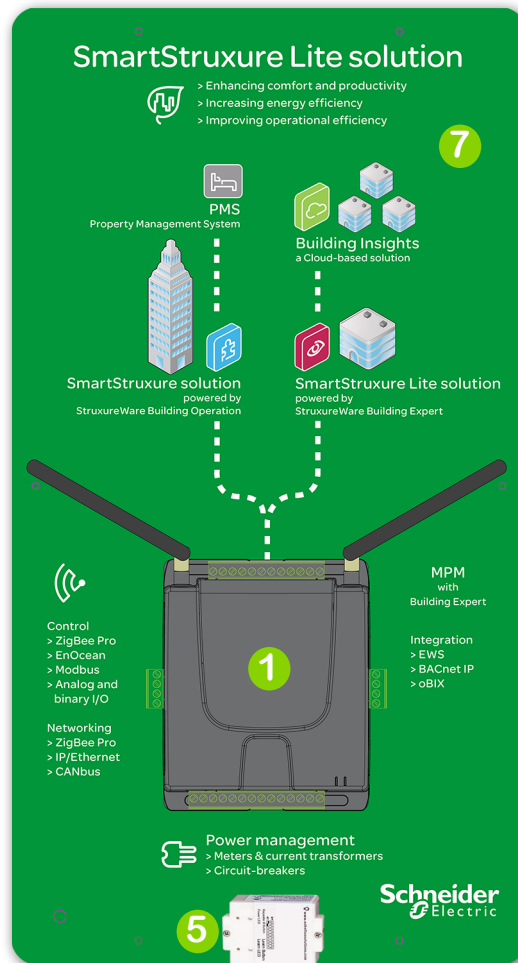 SmartStruxure Lite solution
> Enhancing comfort and productivity
> Increasing energy efficiency
> Improving operational efficiency
7
PMS
Property Management System
Building Insights
a Cloud-based solution
SmartStruxure solution
powered by
StruxureWare Building Operation
SmartStruxure Lite solution
powered by
StruxureWare Building Expert
MPM
with
Building Expert
Control
> ZigBee Pro
> EnOcean
> Modbus
> Analog and
binary I/O
Networking
> ZigBee Pro
> IP/Ethernet
> CANbus
1
Integration
> EWS
> BACnet IP
> oBIX
Power management
> Meters & current transformers
> Circuit-breakers
5
Schneider
Electric